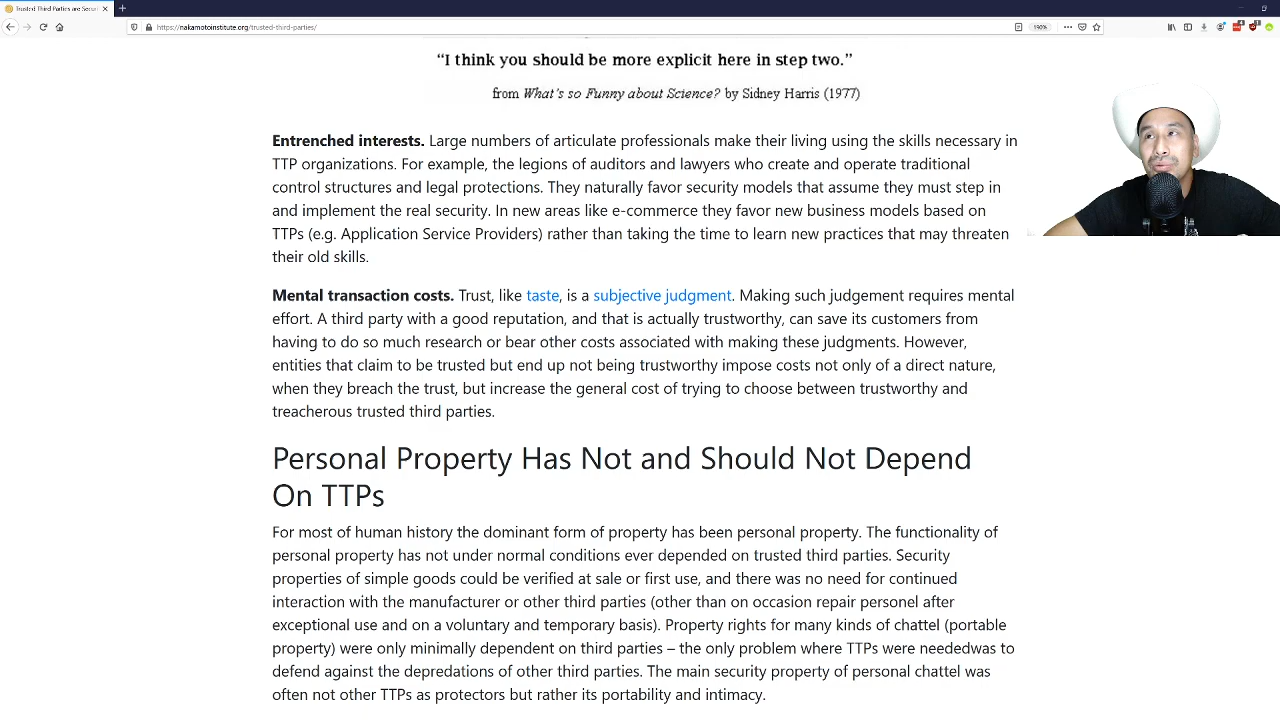 Trusted Third Parties are Securi
https://nakamotoinstitute.org/trusted-third-parties/
190%
“I think you should be more explicit here in step two.”
from What's so Funny about Science? by Sidney Harris (1977)
Entrenched interests. Large numbers of articulate professionals make their living using the skills necessary in
TTP organizations. For example, the legions of auditors and lawyers who create and operate traditional
control structures and legal protections. They naturally favor security models that assume they must step in
and implement the real security. In new areas like e-commerce they favor new business models based on
TTPs (e.g. Application Service Providers) rather than taking the time to learn new practices that may threaten
their old skills.
Mental transaction costs. Trust, like taste, is a subjective judgment. Making such judgement requires mental
effort. A third party with a good reputation, and that is actually trustworthy, can save its customers from
having to do so much research or bear other costs associated with making these judgments. However,
entities that claim to be trusted but end up not being trustworthy impose costs not only of a direct nature,
when they breach the trust, but increase the general cost of trying to choose between trustworthy and
treacherous trusted third parties.
Personal Property Has Not and Should Not Depend
On TTPs
For most of human history the dominant form of property has been personal property. The functionality of
personal property has not under normal conditions ever depended on trusted third parties. Security
properties of simple goods could be verified at sale or first use, and there was no need for continued
interaction with the manufacturer or other third parties (other than on occasion repair personel after
exceptional use and on a voluntary and temporary basis). Property rights for many kinds of chattel (portable
property) were only minimally dependent on third parties – the only problem where TTPs were neededwas to
defend against the depredations of other third parties. The main security property of personal chattel was
often not other TTPs as protectors but rather its portability and intimacy.